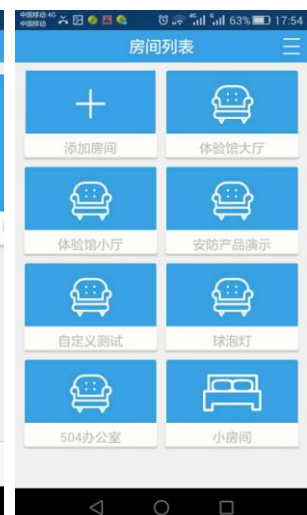 中国移动 4G
中国移动
63% 17:54
房间列表
添加房间
体验馆大厅
体验馆小厅
安防产品演示
自定义测试
球泡灯
504办公室
小房间